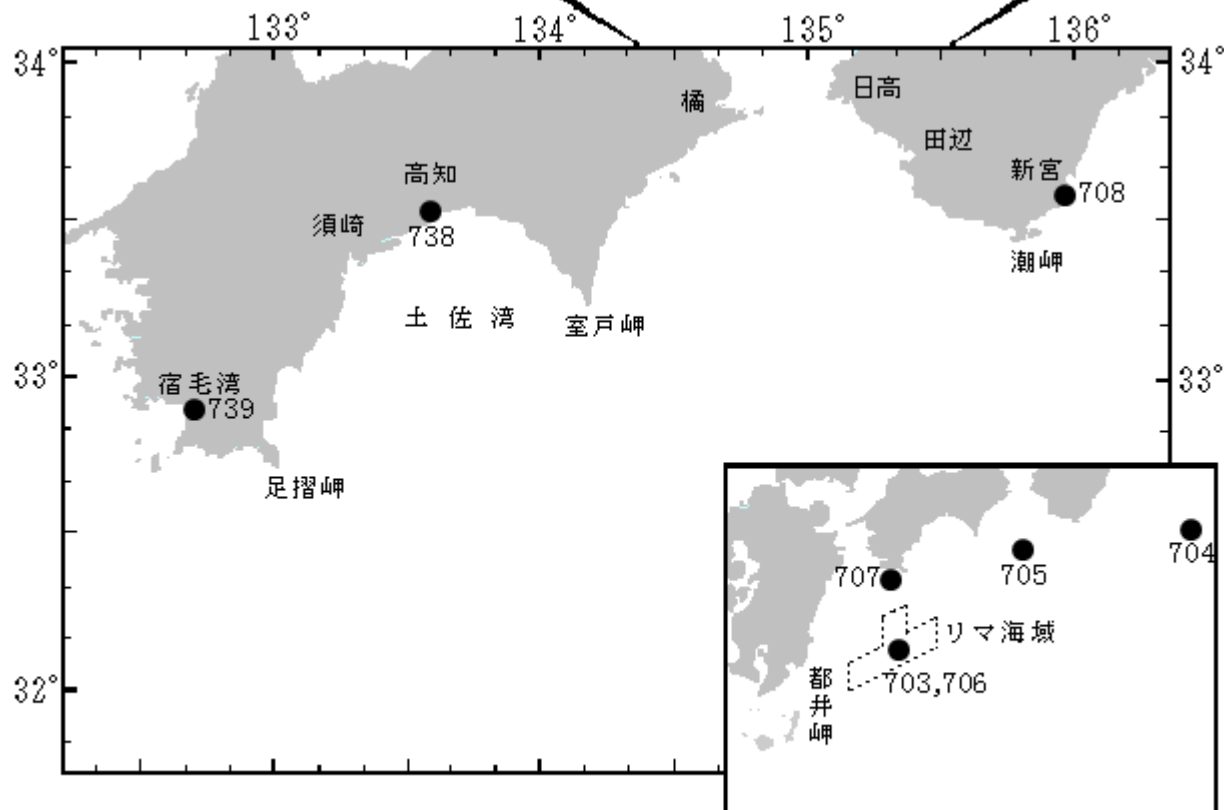 133° 134° 135° 136°
34° 34°
橘
日高
田辺
高知
新宮
708
須崎
738
潮岬
土佐湾
室戸岬
33° 33°
宿毛湾
739
足摺岬
704
707
705
リマ海域
703,706
都井岬
32°